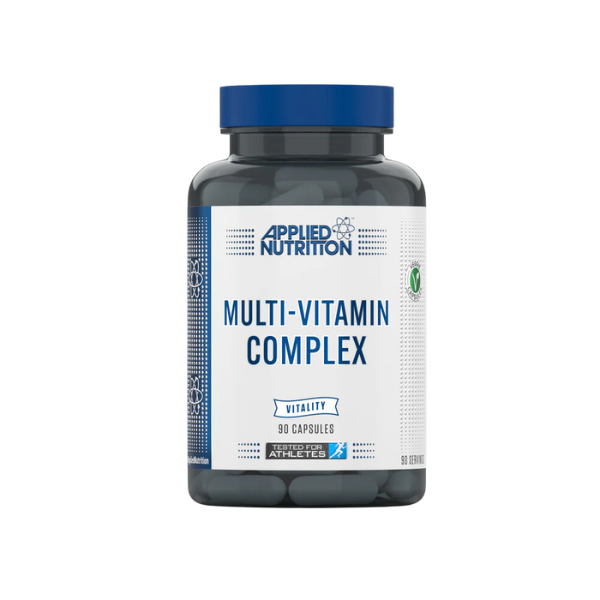 APPLIED
NUTRITION
MULTI-VITAMIN
COMPLEX
VITALITY
90 CAPSULES
TESTED FOR
ATHLETES